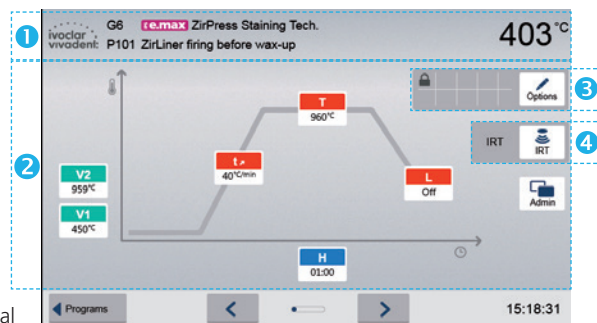 ivoclar vivadent:
G6 IPS e.max ZirPress Staining Tech.
P101 ZirLiner firing before wax-up
403 °C
1
2
3
4
Options
IRT
IRT
Admin
T
960°C
t↗
40°C/min
L
Off
V2
959°C
V1
450°C
H
01:00
Programs
<
>
15:18:31
al